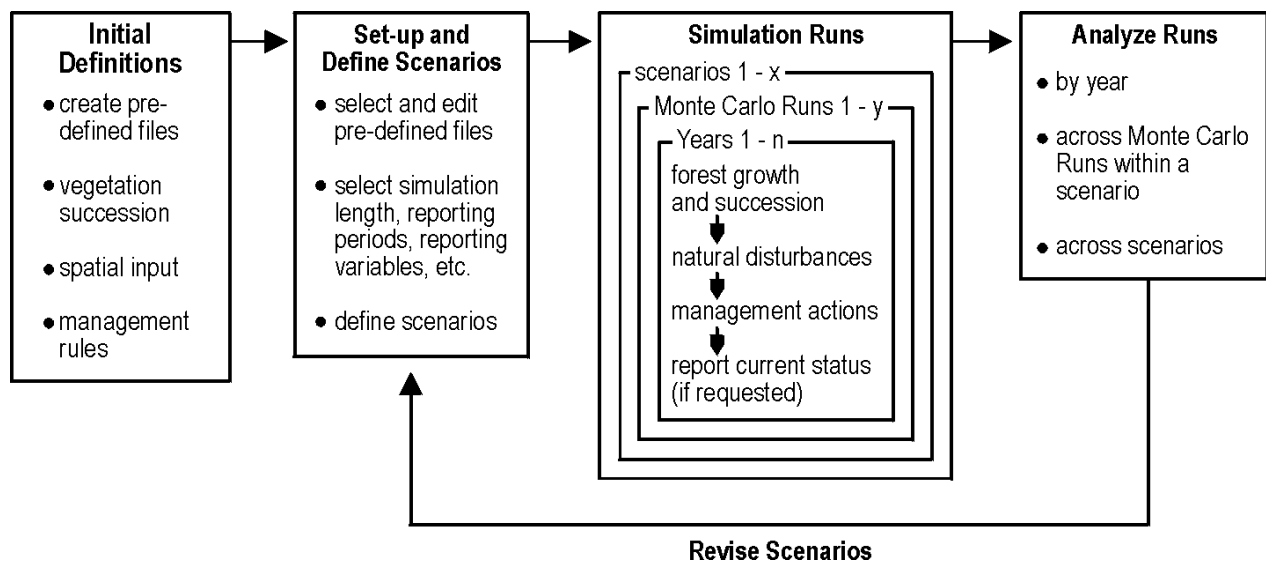 Initial
Definitions
● create pre-
defined files
● vegetation
succession
● spatial input
● management
rules
Set-up and
Define Scenarios
● select and edit
pre-defined files
● select simulation
length, reporting
periods, reporting
variables, etc.
● define scenarios
Simulation Runs
scenarios 1 - x
Monte Carlo Runs 1 - y
Years 1 - n
forest growth
and succession
natural disturbances
management actions
report current status
(if requested)
Analyze Runs
● by year
● across Monte Carlo
Runs within a
scenario
● across scenarios
Revise Scenarios